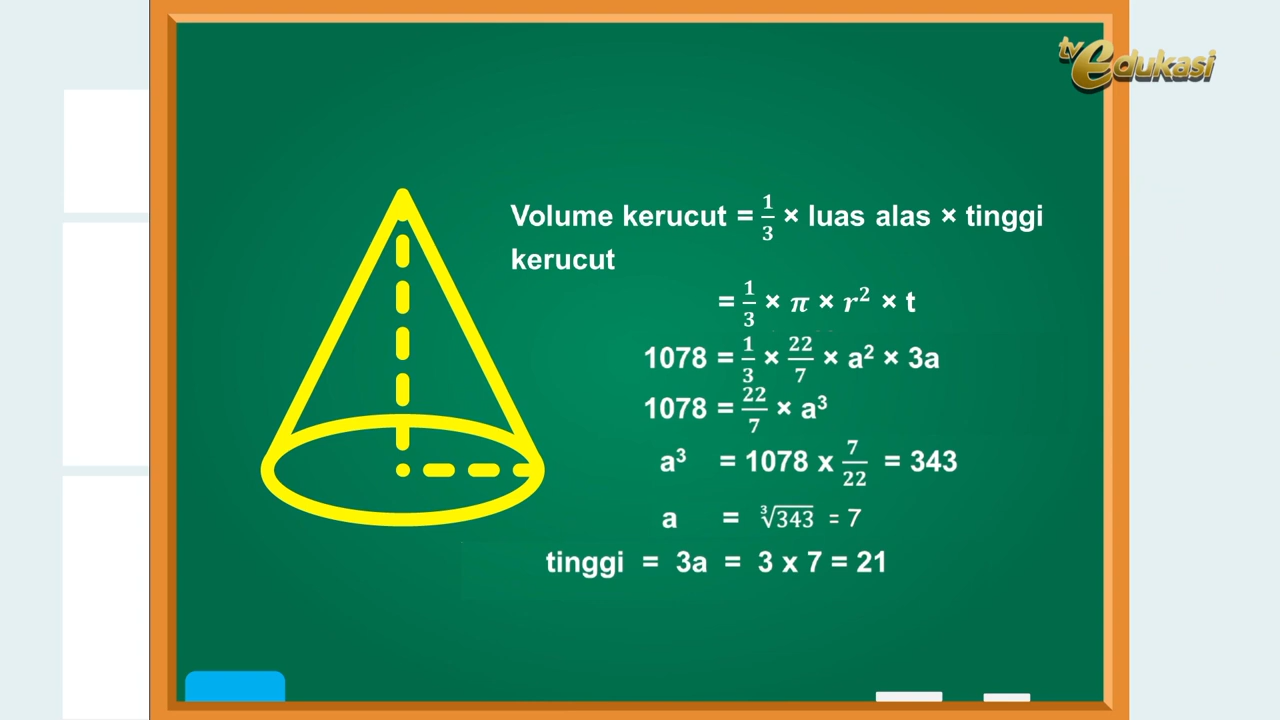 tv edukasi
Volume kerucut = 1/3 × luas alas × tinggi
kerucut
= 1/3 × π × r² × t
1078 = 1/3 × 22/7 × a² × 3a
1078 = 22/7 × a³
a³ = 1078 x 7/22 = 343
a = ∛343 = 7
tinggi = 3a = 3 x 7 = 21